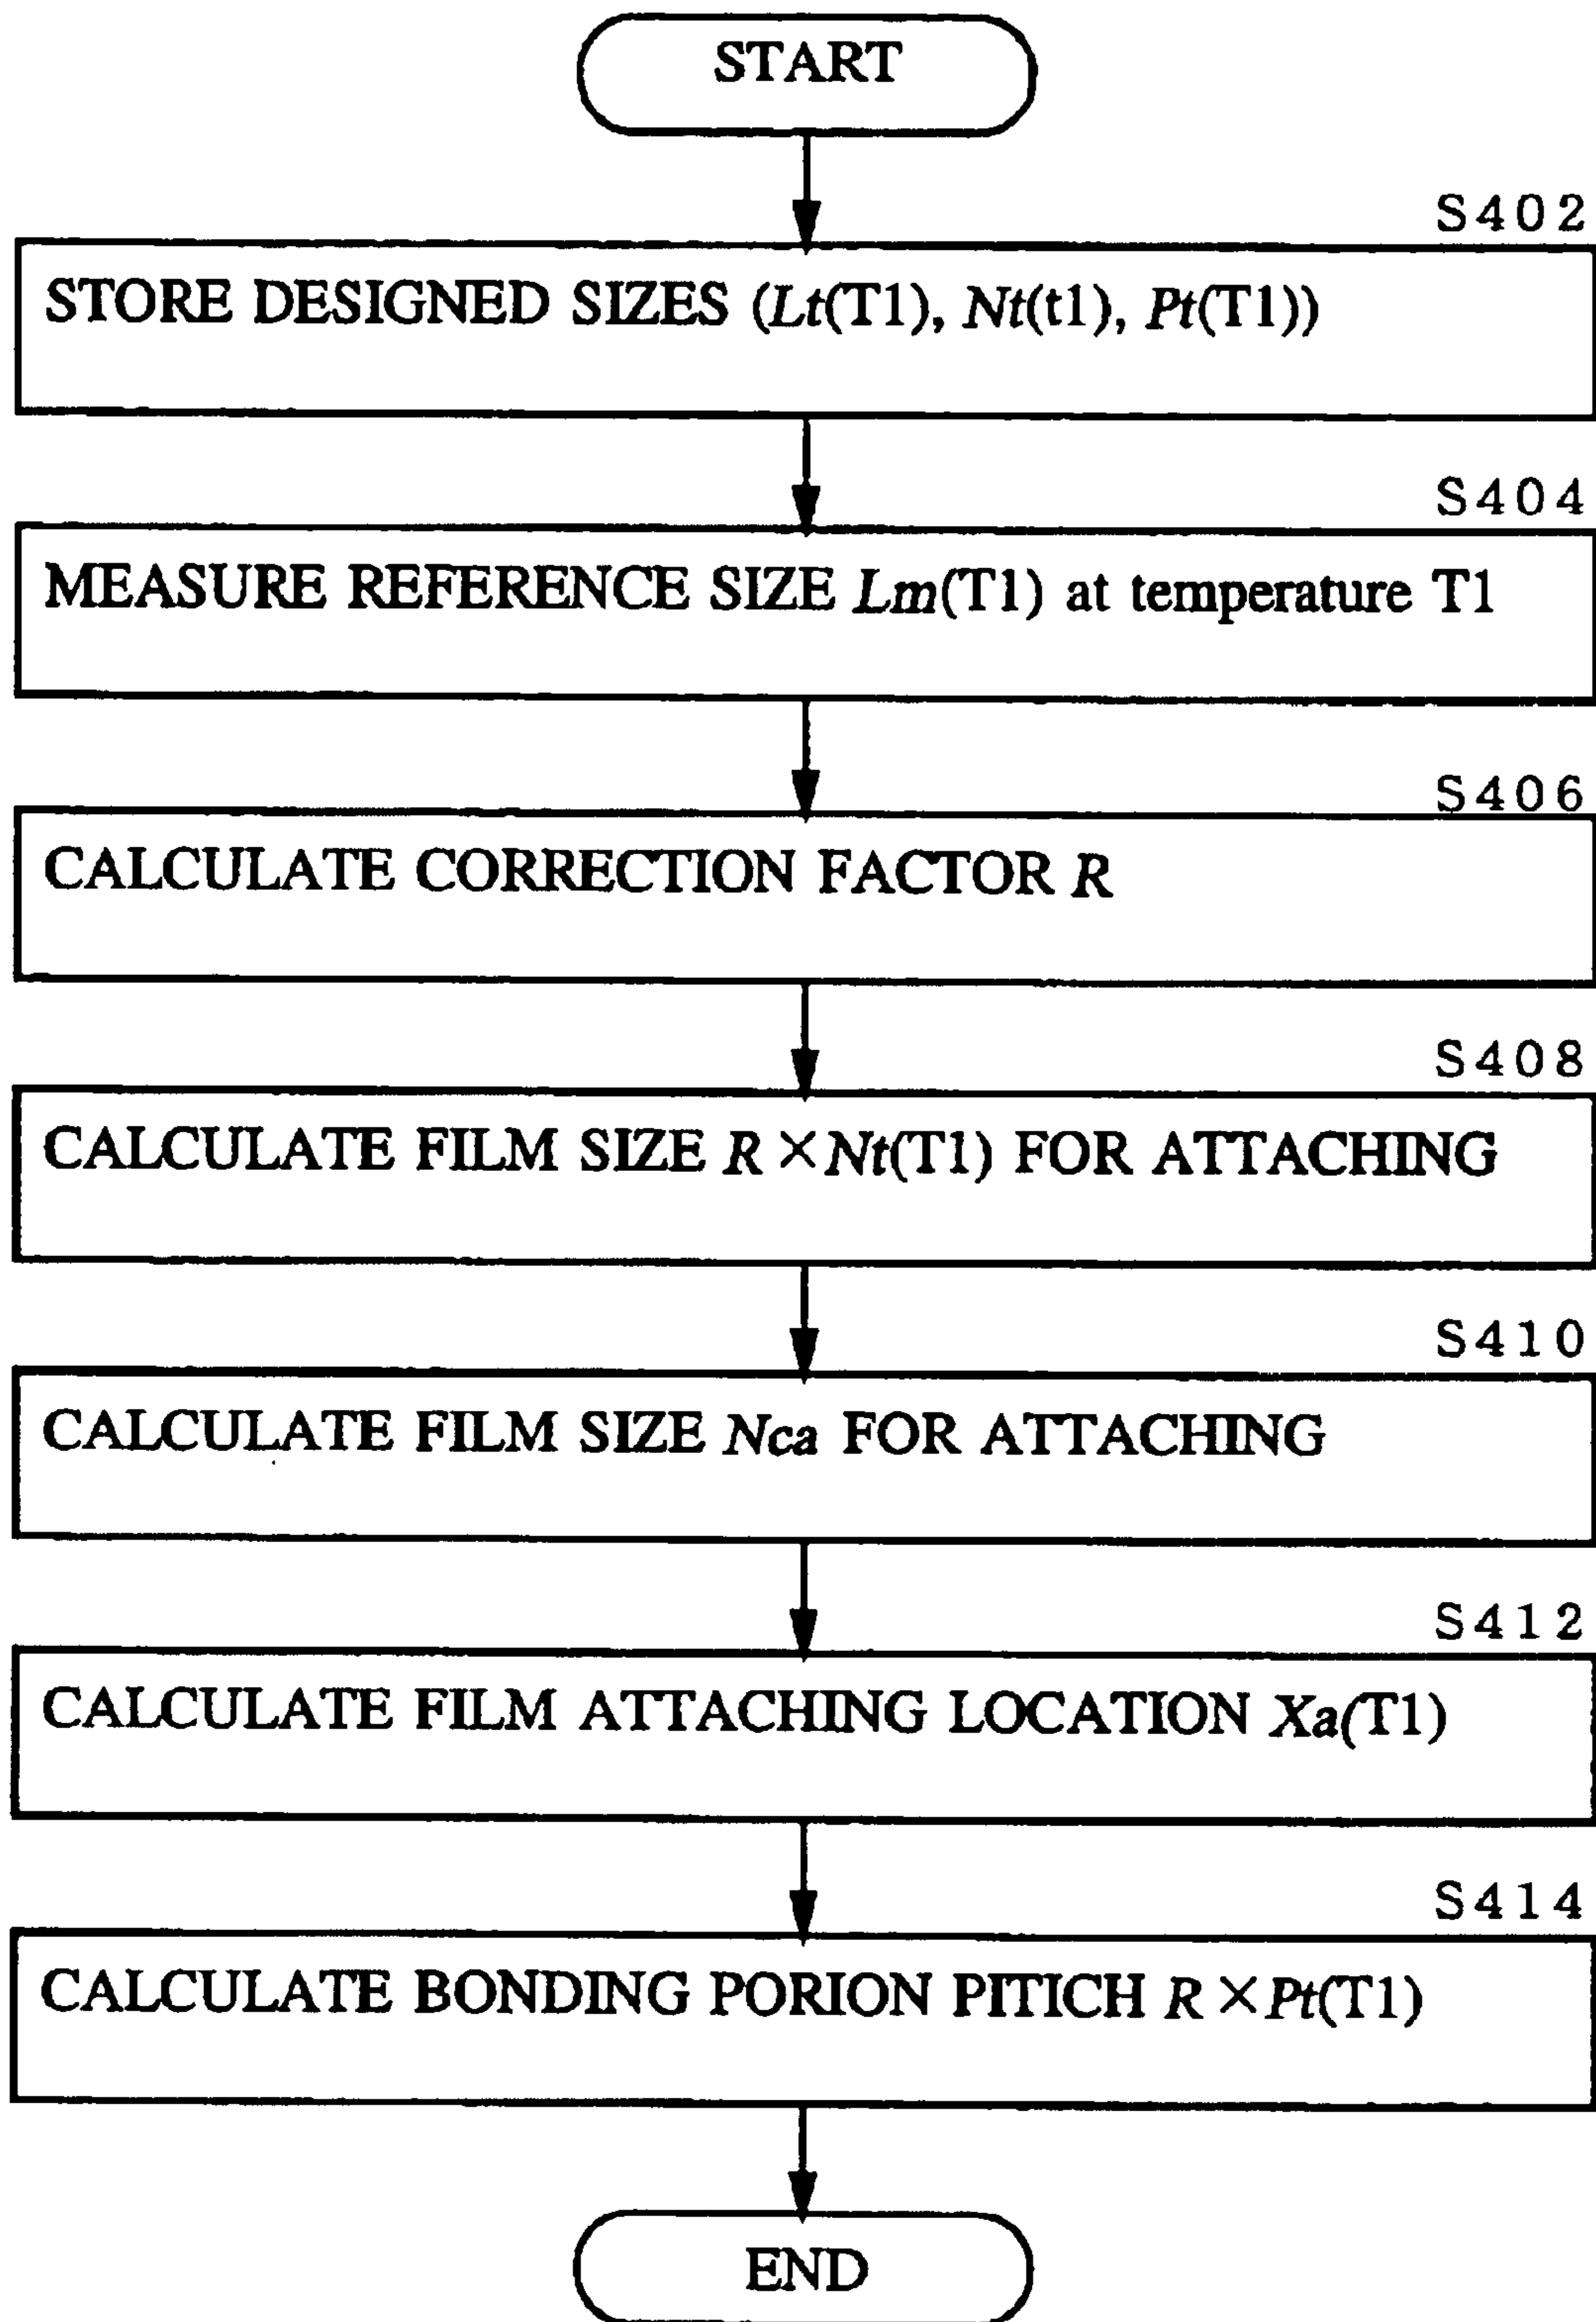 START
S402
STORE DESIGNED SIZES (Lt(T1), Nt(t1), Pt(T1))
S404
MEASURE REFERENCE SIZE Lm(T1) at temperature T1
S406
CALCULATE CORRECTION FACTOR R
S408
CALCULATE FILM SIZE R×Nt(T1) FOR ATTACHING
S410
CALCULATE FILM SIZE Nca FOR ATTACHING
S412
CALCULATE FILM ATTACHING LOCATION Xa(T1)
S414
CALCULATE BONDING PORION PITICH R×Pt(T1)
END